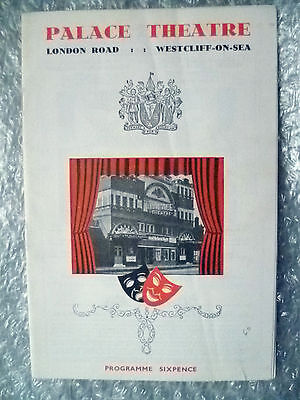 PALACE THEATRE
LONDON ROAD : : WESTCLIFF-ON-SEA
PROGRAMME SIXPENCE